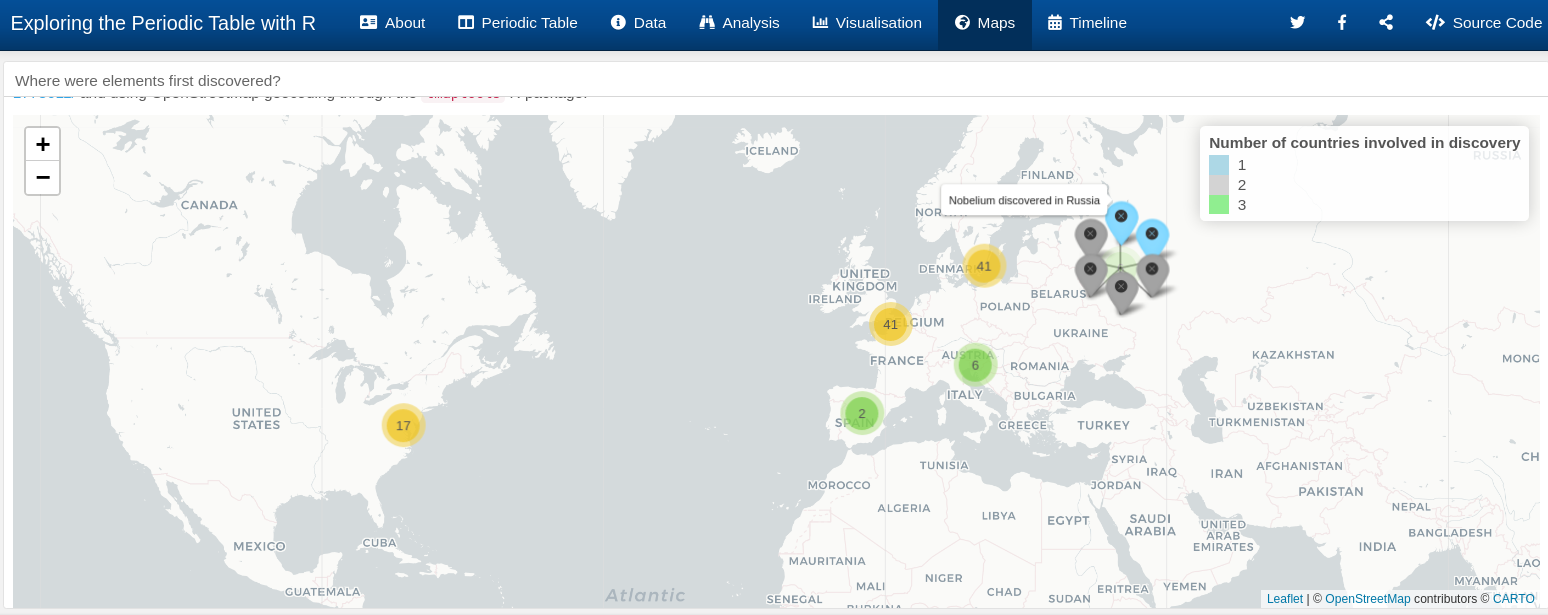 Exploring the Periodic Table with R About Periodic Table Data Analysis Visualisation Maps Timeline Source Code
Where were elements first discovered?
+
−
Number of countries involved in discovery
1
2
3
RUSSIA
ICELAND
FINLAND
CANADA
Nobelium discovered in Russia
41
DENMAR
UNITED
KINGDOM
IRELAND
BELARUS
POLAND
41
LGIUM
UKRAINE
FRANCE
AUSTRIA
6
ROMANIA
KAZAKHSTAN
MONG
ITALY
BULGARIA
UZBEKISTAN
TURKMENISTAN
UNITED
STATES
17
2
SPAIN
GREECE
TURKEY
TUNISIA
SYRIA
IRAQ
IRAN
AFGHANISTAN
CH
MOROCCO
JORDAN
PAKISTAN
ALGERIA
LIBYA
EGYPT
SAUDI
ARABIA
NEPAL
UNITED
ARAB
EMIRATES
BANGLADESH
INDIA
MEXICO
CUBA
MAURITANIA
LAO
MALI
NIGER
CHAD
SUDAN
ERITREA
YEMEN
MYANMAR
GUATEMALA
Atlantic
SENEGAL
Leaflet | © OpenStreetMap contributors © CARTO